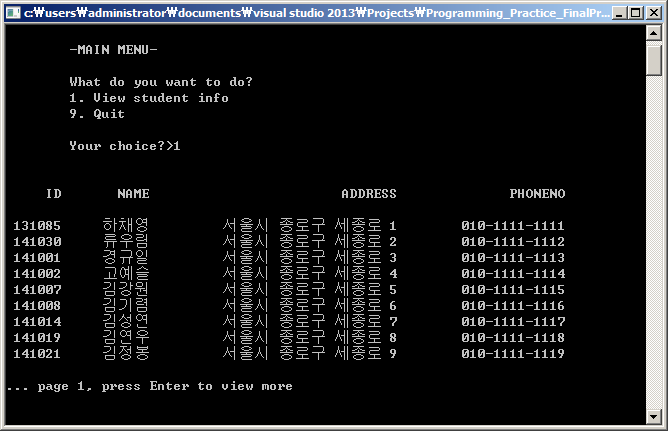 c:₩users₩administrator₩documents₩visual studio 2013₩Projects₩Programming_Practice_FinalPr...
-MAIN MENU-
What do you want to do?
1. View student info
9. Quit
Your choice?>1
ID NAME ADDRESS PHONENO
131085 하채영 서울시 종로구 세종로 1 010-1111-1111
141030 류우림 서울시 종로구 세종로 2 010-1111-1112
141001 경규일 서울시 종로구 세종로 3 010-1111-1113
141002 고예슬 서울시 종로구 세종로 4 010-1111-1114
141007 김강원 서울시 종로구 세종로 5 010-1111-1115
141008 김기렴 서울시 종로구 세종로 6 010-1111-1116
141014 김성연 서울시 종로구 세종로 7 010-1111-1117
141019 김연우 서울시 종로구 세종로 8 010-1111-1118
141021 김정봉 서울시 종로구 세종로 9 010-1111-1119
... page 1, press Enter to view more